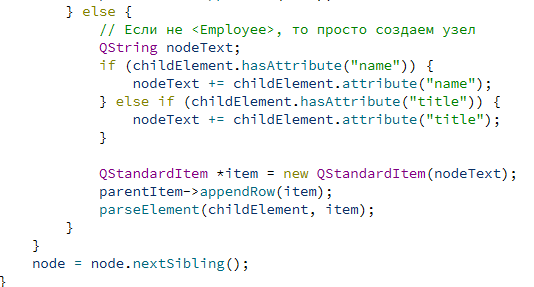 } else {
// Если не <Employee>, то просто создаем узел
QString nodeText;
if (childElement.hasAttribute("name")) {
nodeText += childElement.attribute("name");
} else if (childElement.hasAttribute("title")) {
nodeText += childElement.attribute("title");
}
QStandardItem *item = new QStandardItem(nodeText);
parentItem->appendRow(item);
parseElement(childElement, item);
}
}
node = node.nextSibling();
}